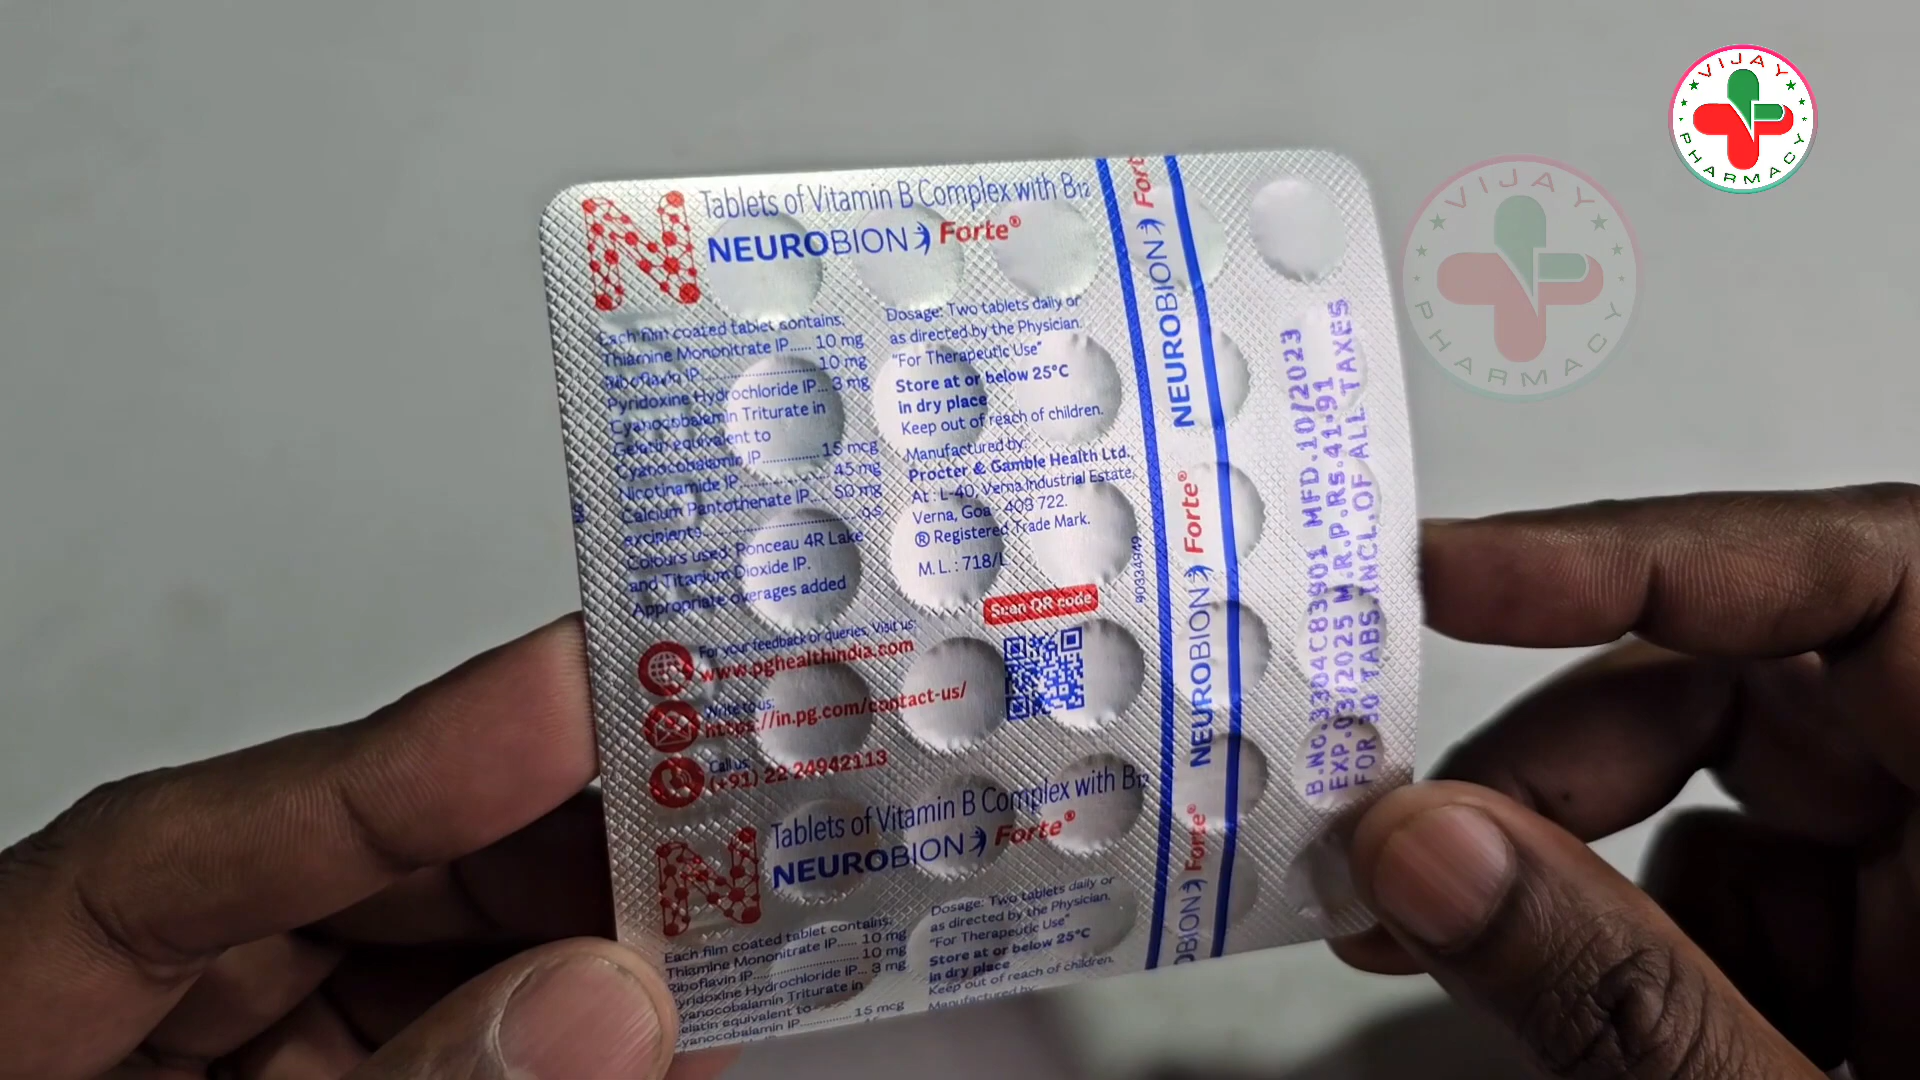 VIJAY
PHARMACY
VIJAY
PHARMACY
Tablets of Vitamin B Complex with B12
NEUROBION Forte®
Each film coated tablet contains:
Thiamine Mononitrate IP...... 10 mg
Riboflavin IP.............................. 10 mg
Pyridoxine Hydrochloride IP... 3 mg
Cyanocobalamin Triturate in
Gelatin equivalent to
Cyanocobalamin IP............... 15 mcg
Nicotinamide IP........................ 45 mg
Calcium Pantothenate IP..... 50 mg
excipients......................................... q.s.
Colours used: Ponceau 4R Lake
and Titanium Dioxide IP.
Appropriate overages added
Dosage: Two tablets daily or
as directed by the Physician.
"For Therapeutic Use"
Store at or below 25°C
in dry place
Keep out of reach of children.
Manufactured by:
Procter & Gamble Health Ltd.,
At : L-40, Verna Industrial Estate,
Verna, Goa - 403 722.
® Registered Trade Mark.
M. L. : 718/L
90334949
Scan QR code
For your feedback or queries, Visit us:
www.pghealthindia.com
Write to us:
https://in.pg.com/contact-us/
Call us:
(+91) 22 24942113
Tablets of Vitamin B Complex with B12
NEUROBION Forte®
Each film coated tablet contains:
Thiamine Mononitrate IP...... 10 mg
Riboflavin IP.............................. 10 mg
Pyridoxine Hydrochloride IP... 3 mg
Cyanocobalamin Triturate in
Gelatin equivalent to
Cyanocobalamin IP............... 15 mcg
Dosage: Two tablets daily or
as directed by the Physician.
"For Therapeutic Use"
Store at or below 25°C
in dry place
Keep out of reach of children.
Manufactured by:
NEUROBION Forte
NEUROBION Forte®
NEUROBION Forte®
OBION Forte®
B.No.3304C83901 MFD.10/2023
EXP.03/2025 M.R.P.Rs.41.91
FOR 30 TABS.INCL.OF ALL TAXES